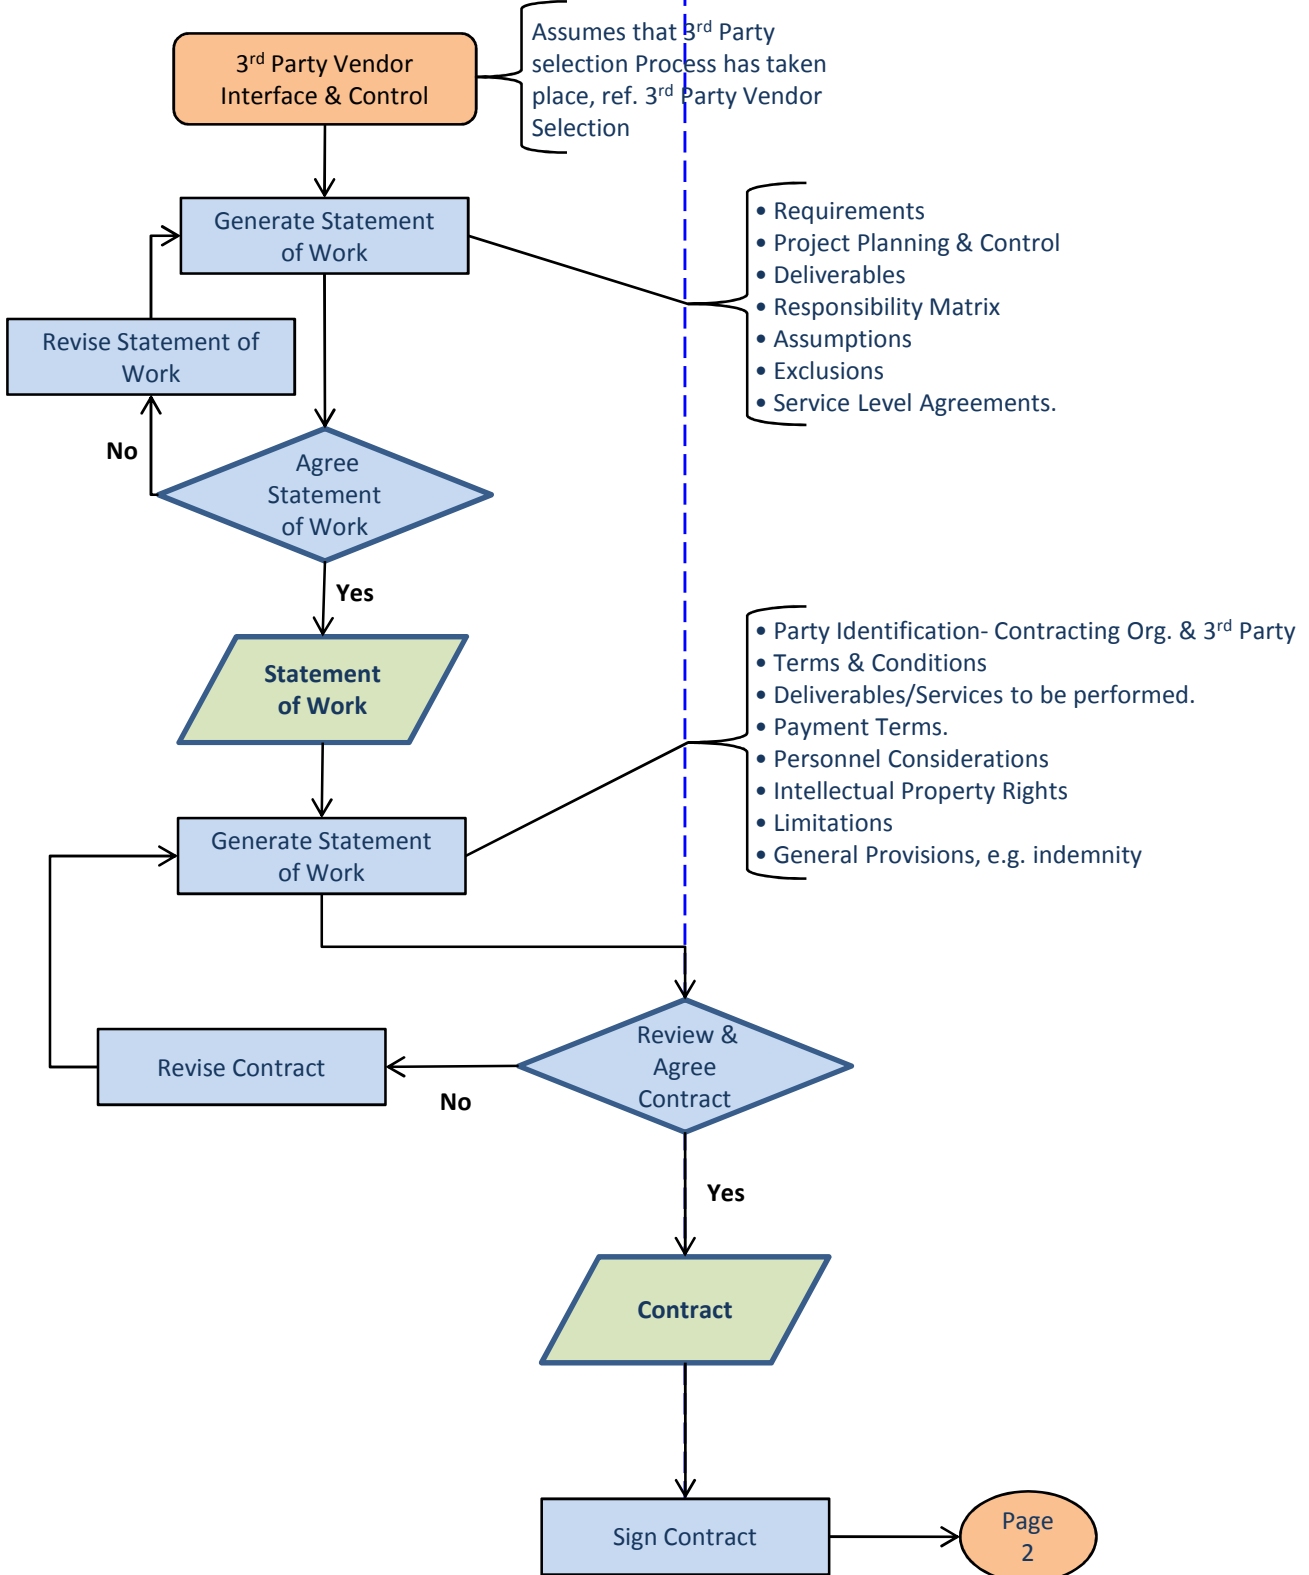 3rd Party Vendor
Interface & Control
Assumes that 3rd Party
selection Process has taken
place, ref. 3rd Party Vendor
Selection
Generate Statement
of Work
• Requirements
• Project Planning & Control
• Deliverables
• Responsibility Matrix
• Assumptions
• Exclusions
• Service Level Agreements.
Revise Statement of
Work
No
Agree
Statement
of Work
Yes
Statement
of Work
• Party Identification- Contracting Org. & 3rd Party
• Terms & Conditions
• Deliverables/Services to be performed.
• Payment Terms.
• Personnel Considerations
• Intellectual Property Rights
• Limitations
• General Provisions, e.g. indemnity
Generate Statement
of Work
Review &
Agree
Contract
Revise Contract
No
Yes
Contract
Sign Contract
Page
2